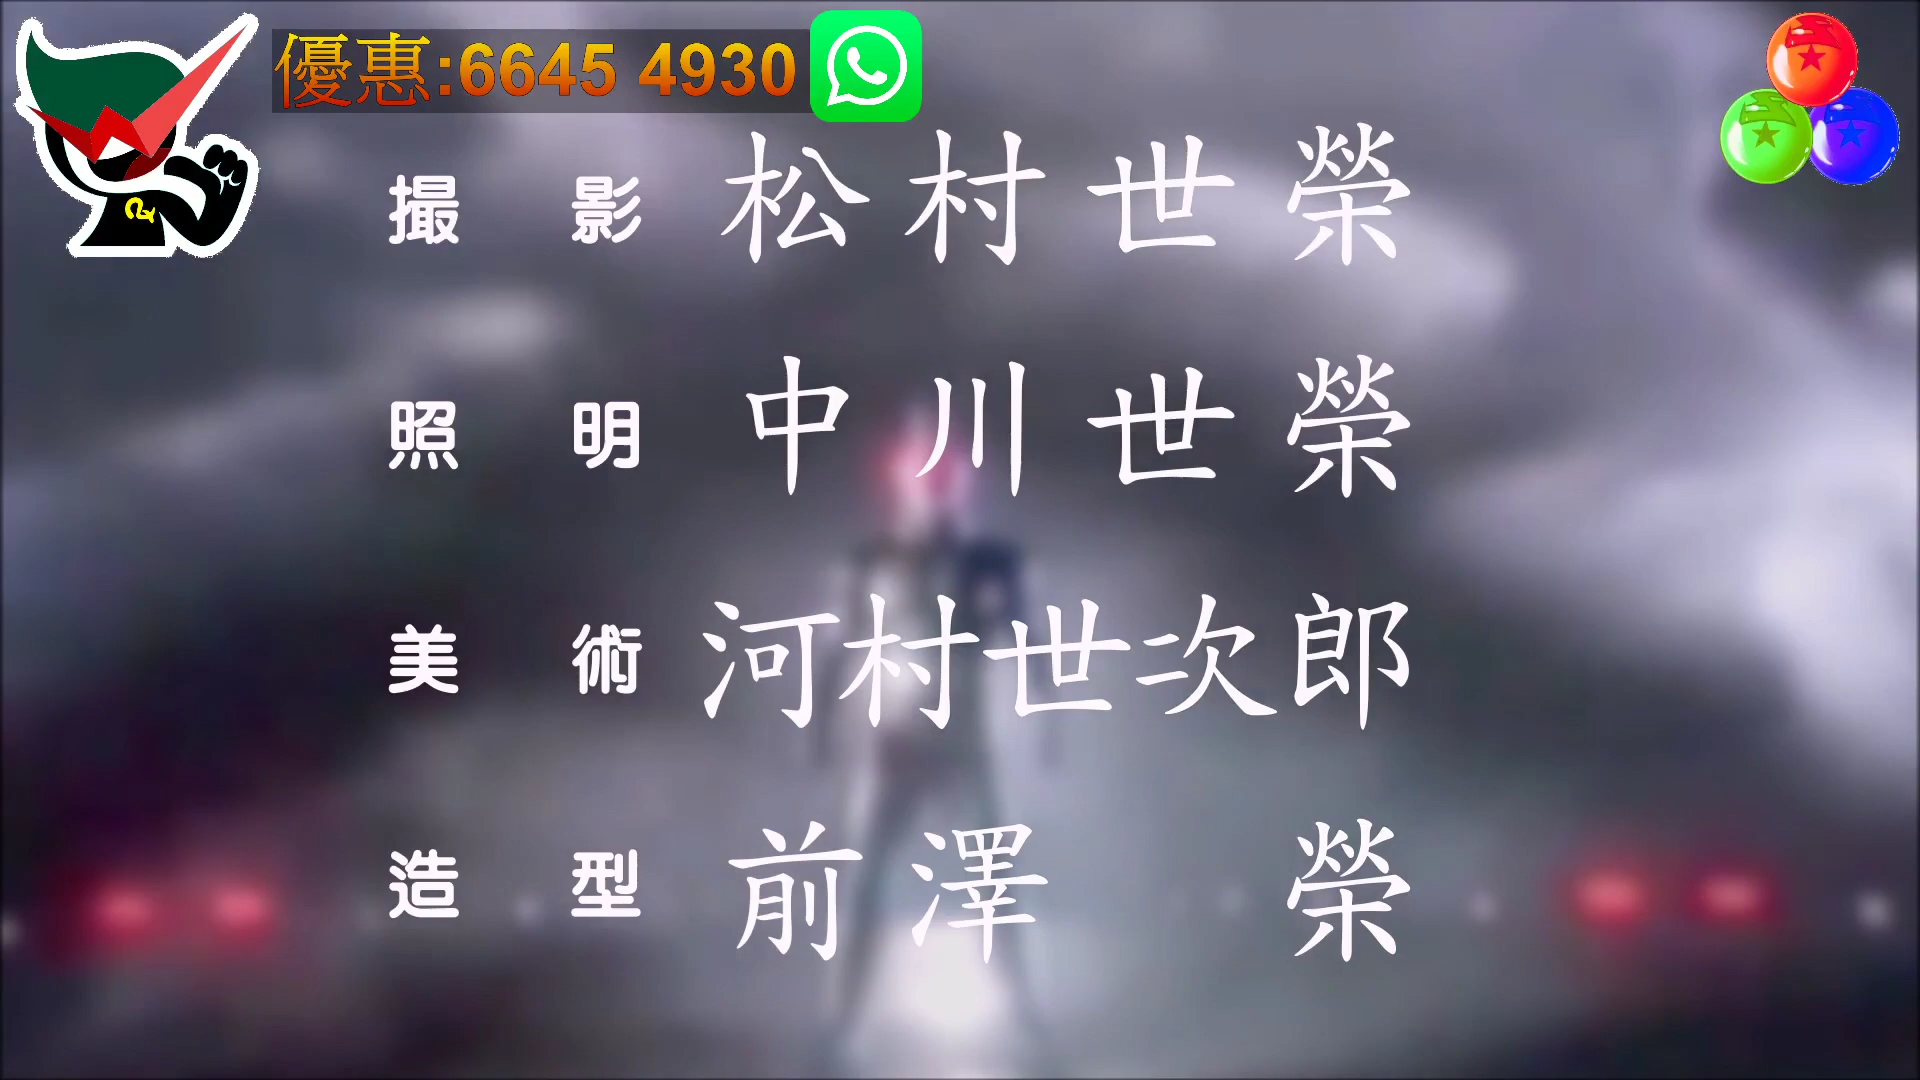 優惠:6645 4930
撮影 松村世榮
照明 中川世榮
美術 河村世次郎
造型 前澤 榮